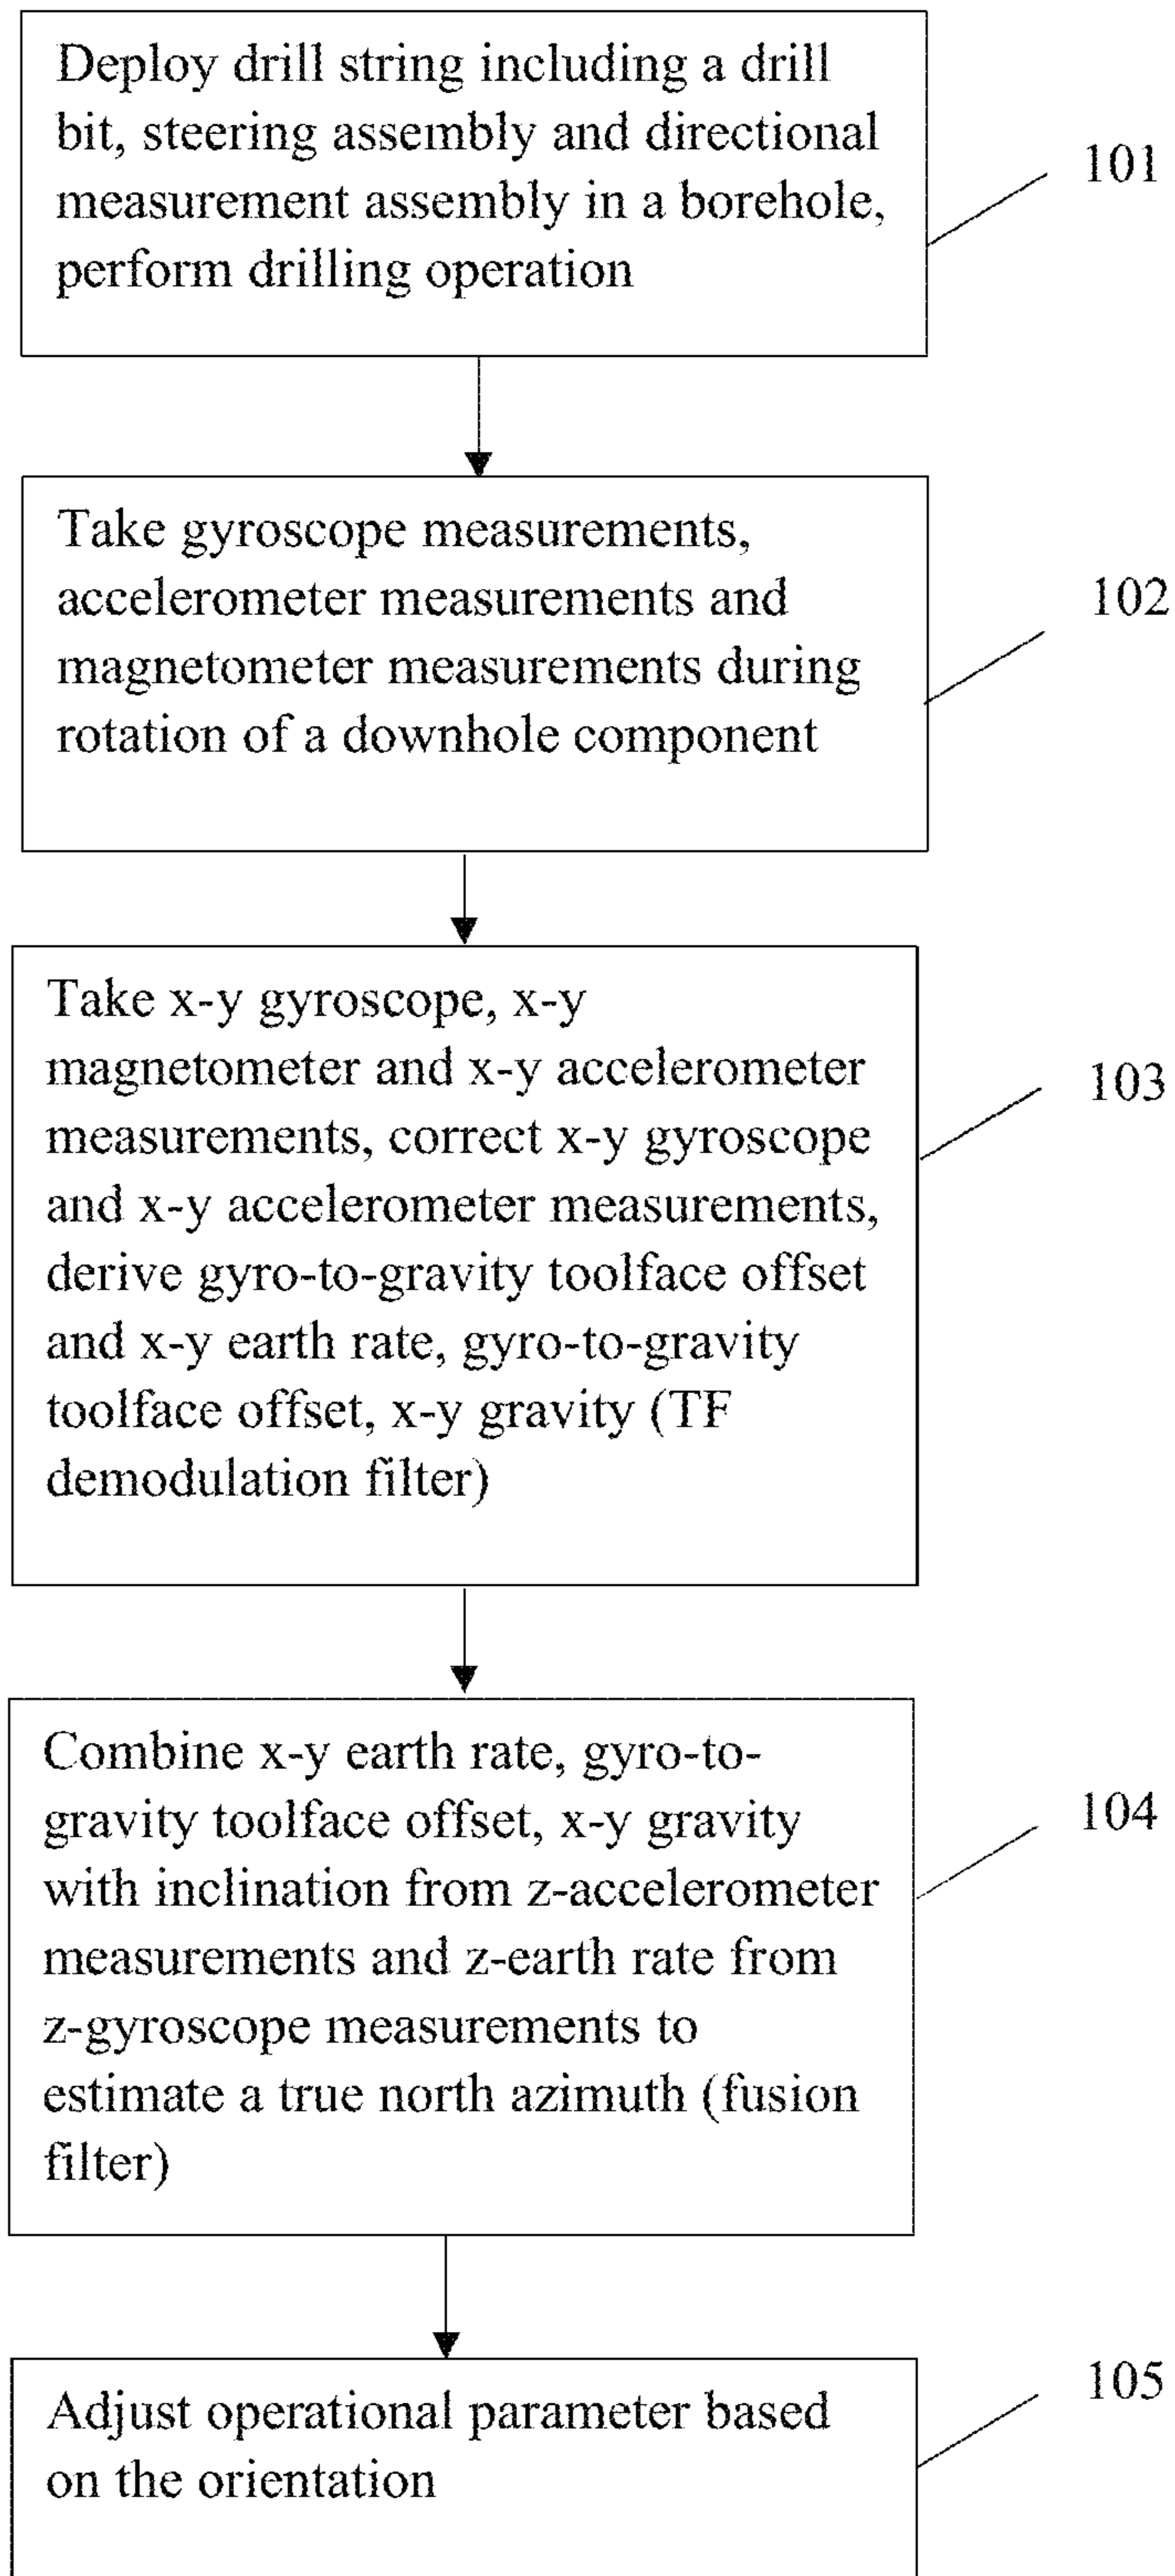 Deploy drill string including a drill
bit, steering assembly and directional
measurement assembly in a borehole,
perform drilling operation
101
Take gyroscope measurements,
accelerometer measurements and
magnetometer measurements during
rotation of a downhole component
102
Take x-y gyroscope, x-y
magnetometer and x-y accelerometer
measurements, correct x-y gyroscope
and x-y accelerometer measurements,
derive gyro-to-gravity toolface offset
and x-y earth rate, gyro-to-gravity
toolface offset, x-y gravity (TF
demodulation filter)
103
Combine x-y earth rate, gyro-to-
gravity toolface offset, x-y gravity
with inclination from z-accelerometer
measurements and z-earth rate from
z-gyroscope measurements to
estimate a true north azimuth (fusion
filter)
104
Adjust operational parameter based
on the orientation
105